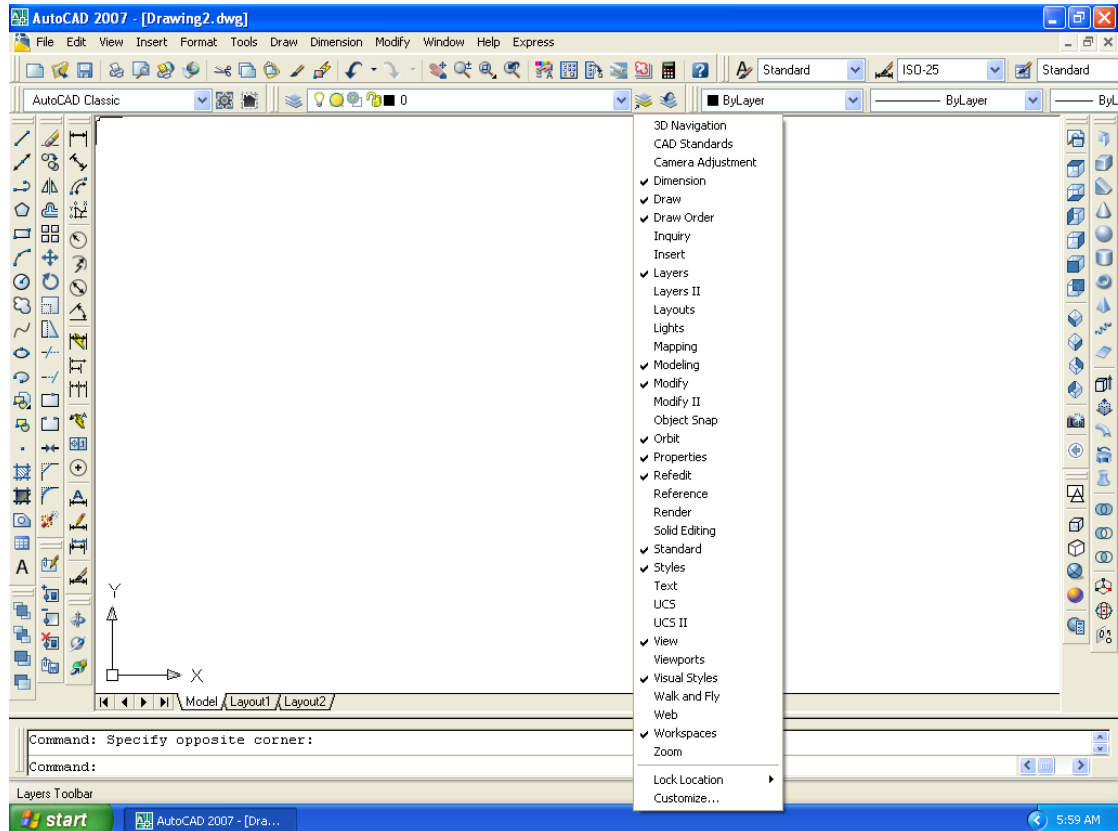 AutoCAD 2007 - [Drawing2.dwg]
File Edit View Insert Format Tools Draw Dimension Modify Window Help Express
Standard ISO-25 Standard
AutoCAD Classic 0 ByLayer ByLayer ByL
3D Navigation
CAD Standards
Camera Adjustment
Dimension
Draw
Draw Order
Inquiry
Insert
Layers
Layers II
Layouts
Lights
Mapping
Modeling
Modify
Modify II
Object Snap
Orbit
Properties
Refedit
Reference
Render
Solid Editing
Standard
Styles
Text
UCS
UCS II
View
Viewports
Visual Styles
Walk and Fly
Web
Workspaces
Zoom
Lock Location
Customize...
A
Y
X
Model Layout1 Layout2
Command: Specify opposite corner:
Command:
Layers Toolbar
start AutoCAD 2007 - [Dra... 5:59 AM